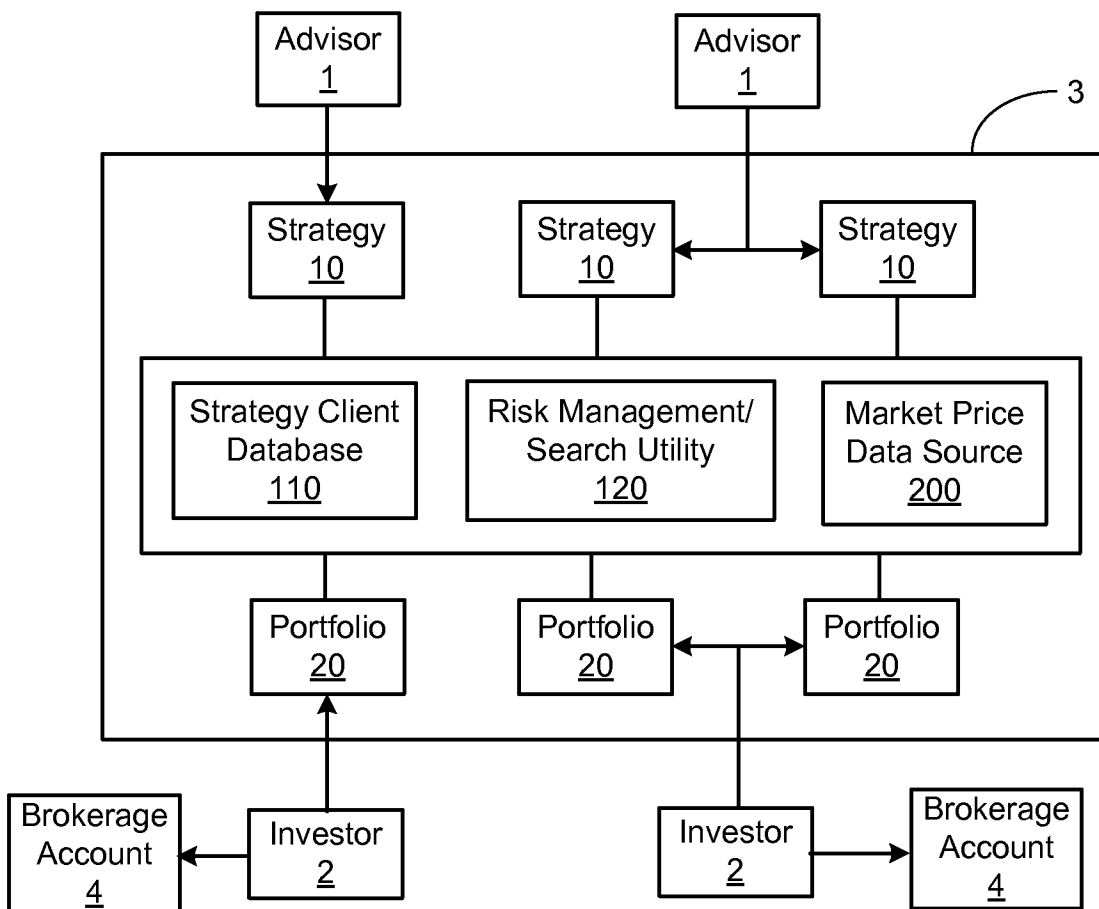 Advisor
1
Advisor
1
3
Strategy
10
Strategy
10
Strategy
10
Strategy Client
Database
110
Risk Management/
Search Utility
120
Market Price
Data Source
200
Portfolio
20
Portfolio
20
Portfolio
20
Brokerage
Account
4
Investor
2
Investor
2
Brokerage
Account
4